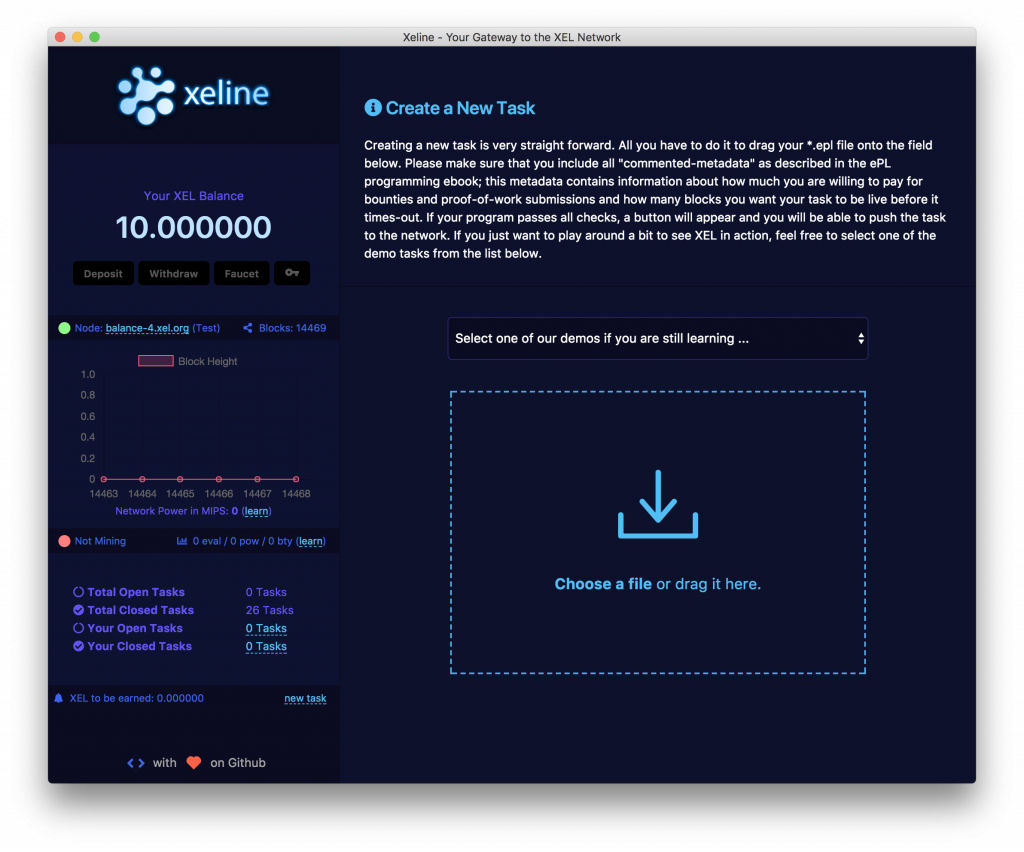 Xeline - Your Gateway to the XEL Network
xeline
Your XEL Balance
10.000000
Deposit
Withdraw
Faucet
Node: balance-4.xel.org (Test)
Blocks: 14469
Block Height
1.0
0.8
0.6
0.4
0.2
0
14463 14464 14465 14466 14467 14468
Network Power in MIPS: 0 (learn)
Not Mining
0 eval / 0 pow / 0 bty (learn)
Total Open Tasks 0 Tasks
Total Closed Tasks 26 Tasks
Your Open Tasks 0 Tasks
Your Closed Tasks 0 Tasks
XEL to be earned: 0.000000
new task
<> with on Github
Create a New Task
Creating a new task is very straight forward. All you have to do it to drag your *.epl file onto the field
below. Please make sure that you include all "commented-metadata" as described in the ePL
programming ebook; this metadata contains information about how much you are willing to pay for
bounties and proof-of-work submissions and how many blocks you want your task to be live before it
times-out. If your program passes all checks, a button will appear and you will be able to push the task
to the network. If you just want to play around a bit to see XEL in action, feel free to select one of the
demo tasks from the list below.
Select one of our demos if you are still learning ...
Choose a file or drag it here.